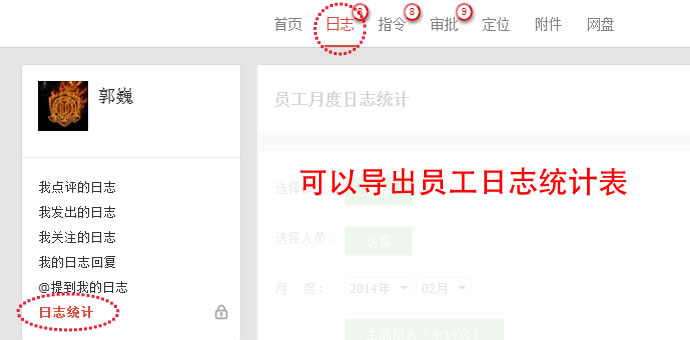 首页 日志 3 指令 8 审批 9 定位 附件 网盘
郭巍
员工月度日志统计
我点评的日志
我发出的日志
我关注的日志
我的日志回复
@提到我的日志
日志统计
可以导出员工日志统计表
选择
选择人员: 选择
月 度: 2014年 02月
生成报表(余14次)